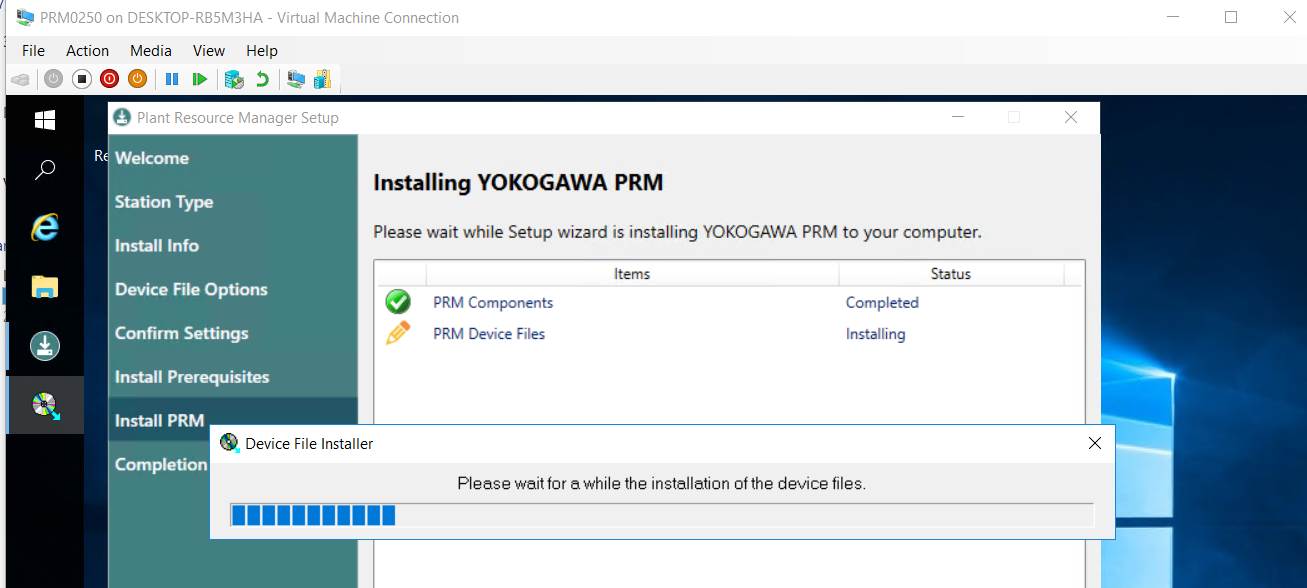 PRM0250 on DESKTOP-RB5M3HA - Virtual Machine Connection
File Action Media View Help
Plant Resource Manager Setup
Re
Welcome
Station Type
Install Info
Device File Options
Confirm Settings
Install Prerequisites
Install PRM
Completion
Installing YOKOGAWA PRM
Please wait while Setup wizard is installing YOKOGAWA PRM to your computer.
Items Status
PRM Components Completed
PRM Device Files Installing
Device File Installer
Please wait for a while the installation of the device files.